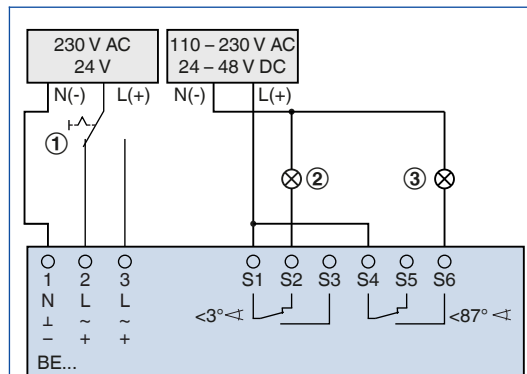 230 V AC
24 V
110 – 230 V AC
24 – 48 V DC
N(-) L(+) N(-) L(+)
①
② ③
1 2 3 S1 S2 S3 S4 S5 S6
N L L
⊥ ~ ~
– + +
<3° ∢ <87° ∢
BE...